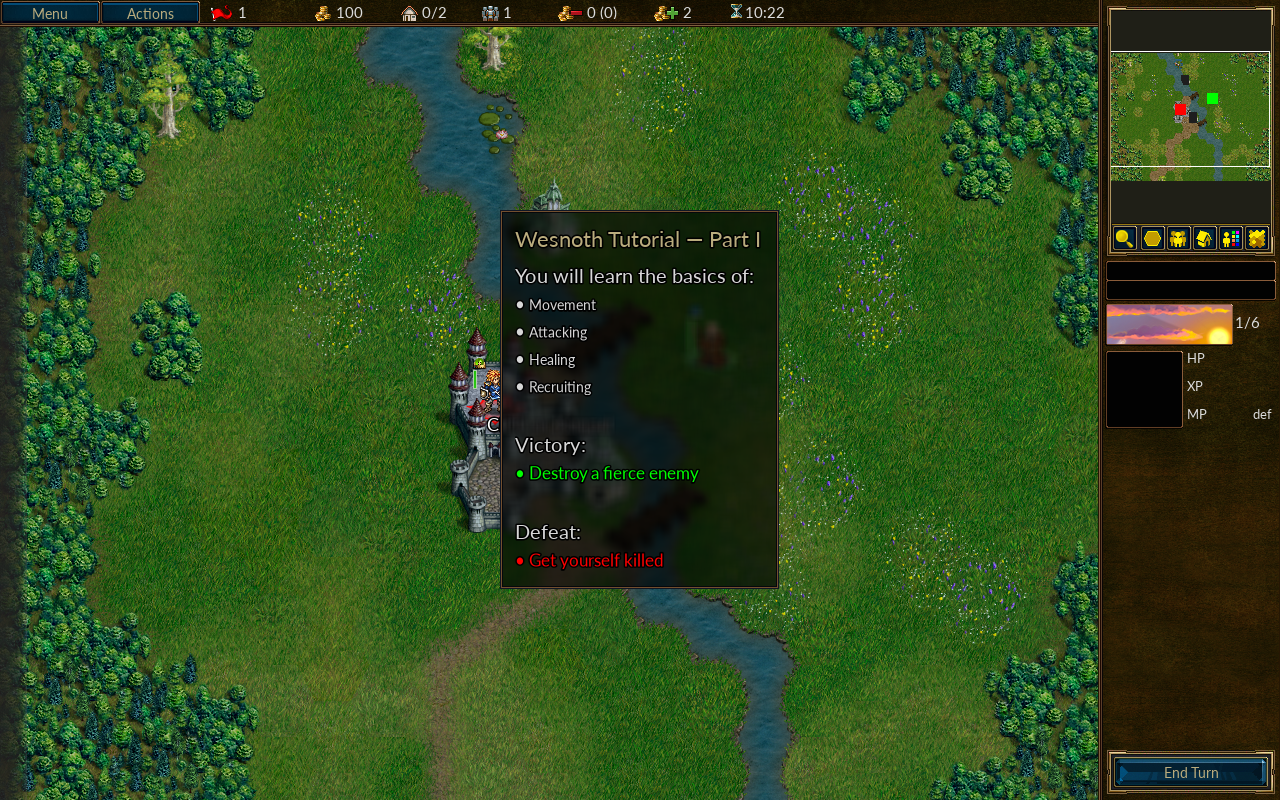 Menu Actions 1 100 0/2 1 0 (0) 2 10:22
Wesnoth Tutorial — Part I
You will learn the basics of:
• Movement
• Attacking
• Healing
• Recruiting
Victory:
• Destroy a fierce enemy
Defeat:
• Get yourself killed
C
1/6
HP
XP
MP def
End Turn